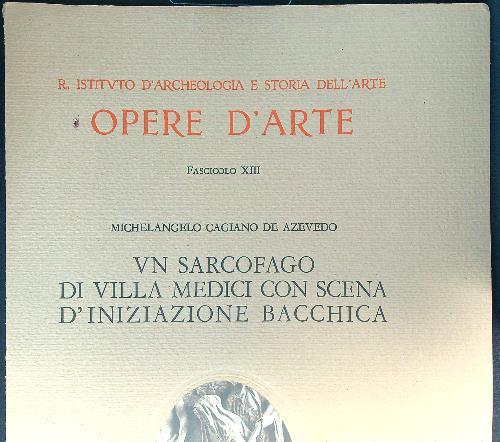 R. ISTITVTO D'ARCHEOLOGIA E STORIA DELL'ARTE
OPERE D'ARTE
FASCICOLO XIII
MICHELANGELO CAGIANO DE AZEVEDO
VN SARCOFAGO
DI VILLA MEDICI CON SCENA
D'INIZIAZIONE BACCHICA